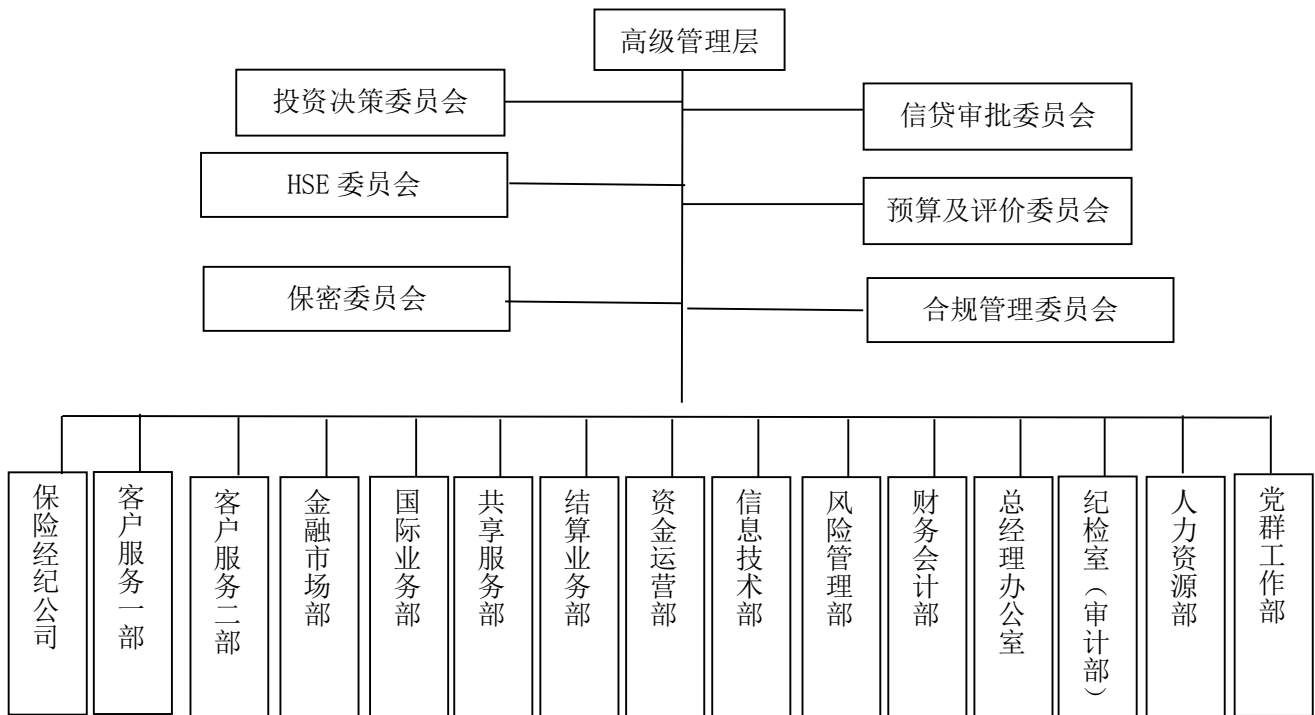 高级管理层
投资决策委员会
信贷审批委员会
HSE 委员会
预算及评价委员会
保密委员会
合规管理委员会
保险经纪公司
客户服务一部
客户服务二部
金融市场部
国际业务部
共享服务部
结算业务部
资金运营部
信息技术部
风险管理部
财务会计部
总经理办公室
纪检室（审计部）
人力资源部
党群工作部